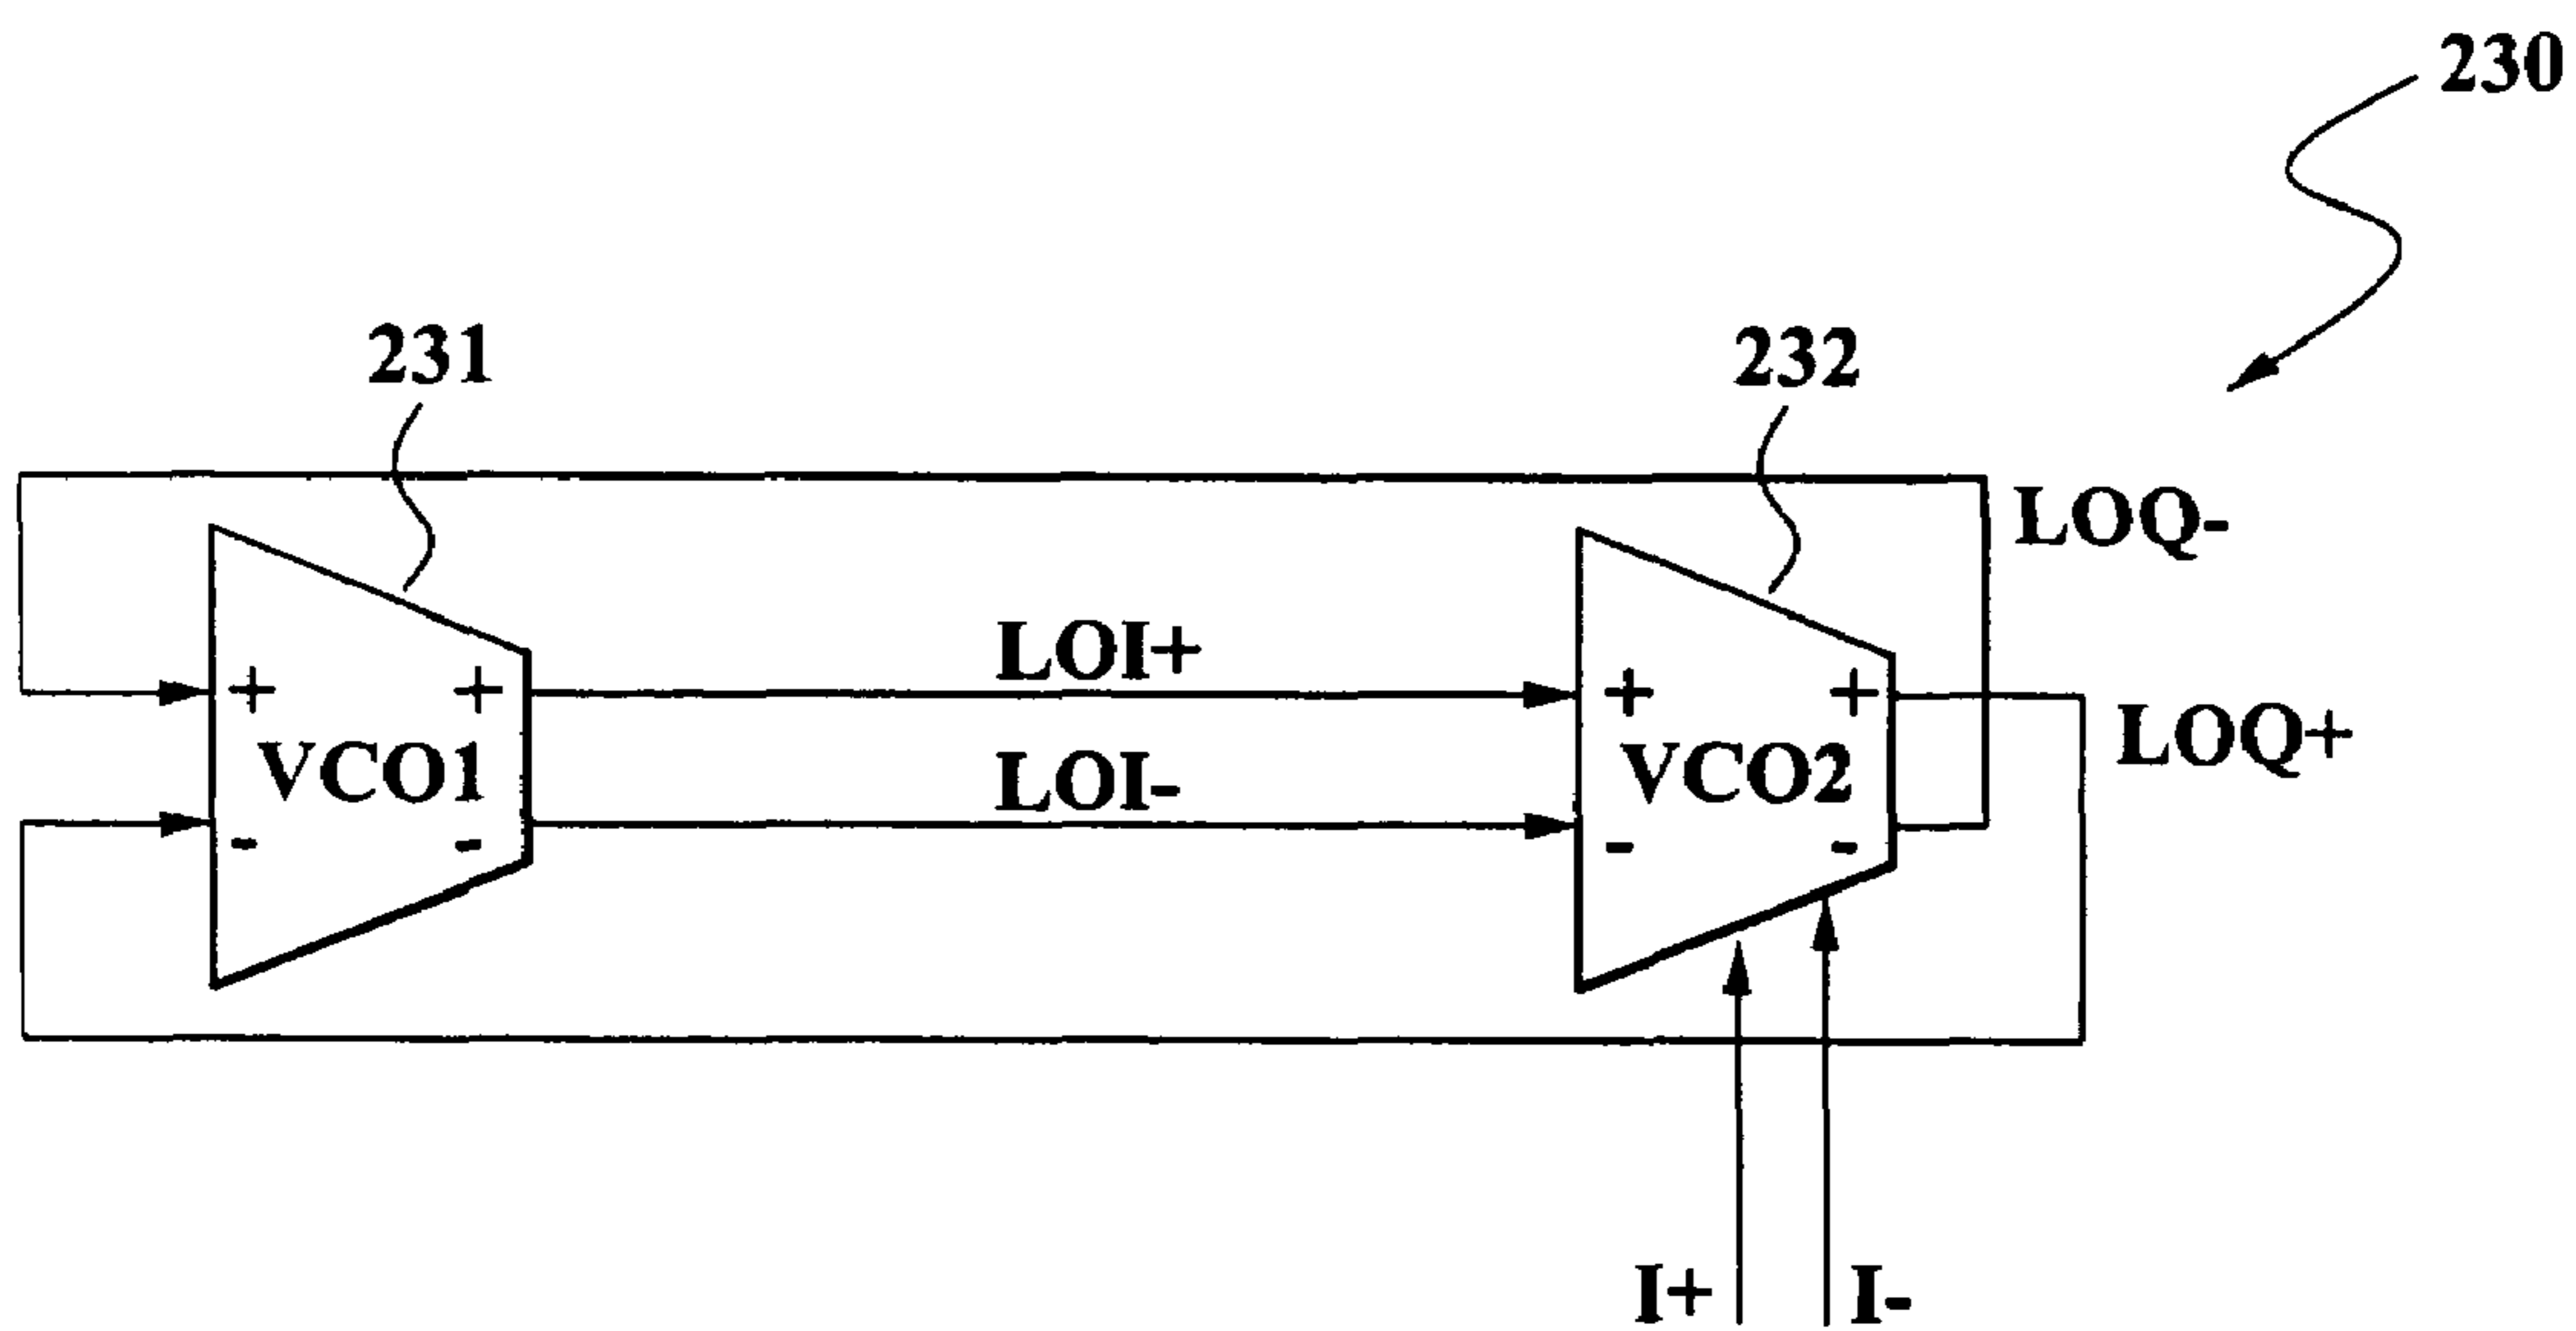 230
231
232
LOQ-
LOI+
+ +
+ +
LOQ+
VCO1
LOI-
VCO2
- -
- -
I+
I-